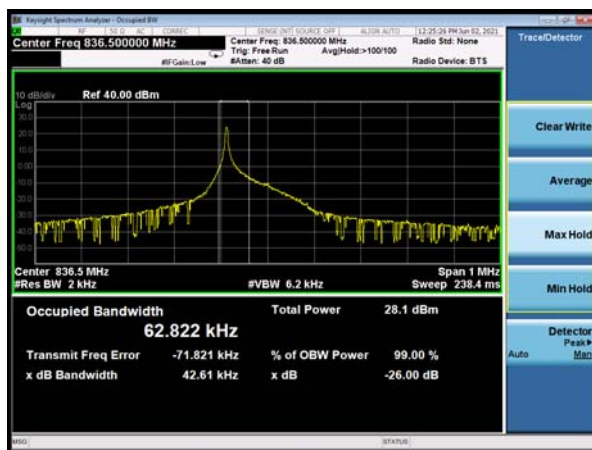 Keysight Spectrum Analyzer - Occupied BW
RF 50 Ω AC CORREC SENSE:INT SOURCE OFF ALIGN AUTO 12:25:26 PM Jun 02, 2021
Center Freq 836.500000 MHz
Center Freq: 836.500000 MHz
Radio Std: None
Trig: Free Run Avg|Hold:>100/100
#IFGain:Low #Atten: 40 dB Radio Device: BTS
10 dB/div Ref 40.00 dBm
Log
30.0
20.0
10.0
0.00
10.0
20.0
30.0
40.0
50.0
Center 836.5 MHz Span 1 MHz
#Res BW 2 kHz #VBW 6.2 kHz Sweep 238.4 ms
Occupied Bandwidth Total Power 28.1 dBm
62.822 kHz
Transmit Freq Error -71.821 kHz % of OBW Power 99.00 %
x dB Bandwidth 42.61 kHz x dB -26.00 dB
MSG STATUS
Trace/Detector
Clear Write
Average
Max Hold
Min Hold
Detector
Peak▶
Auto Man